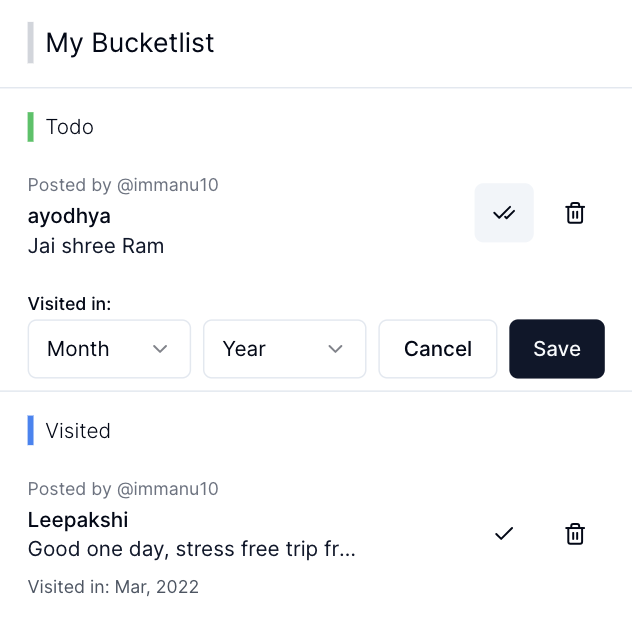 My Bucketlist
Todo
Posted by @immanu10
ayodhya
Jai shree Ram
Visited in:
Month Year Cancel Save
Visited
Posted by @immanu10
Leepakshi
Good one day, stress free trip fr...
Visited in: Mar, 2022